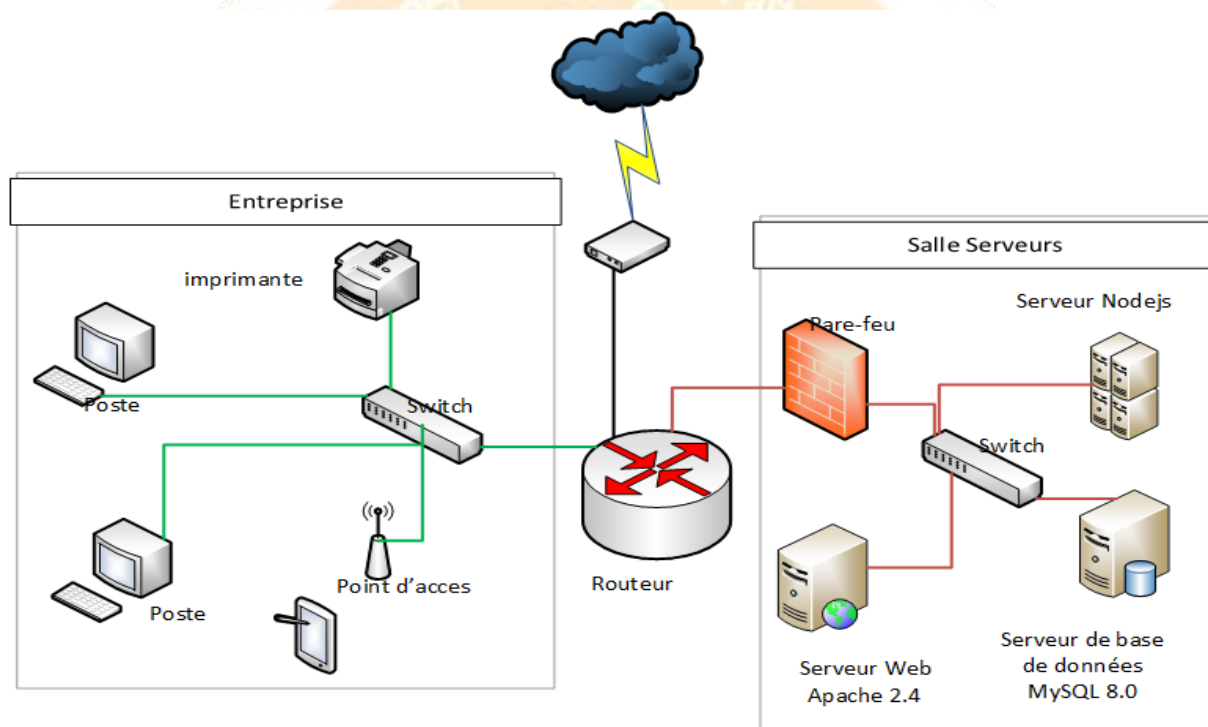 Entreprise
imprimante
Poste
Switch
Poste
Point d'acces
Routeur
Salle Serveurs
Pare-feu
Serveur Nodejs
Switch
Serveur Web
Apache 2.4
Serveur de base
de données
MySQL 8.0